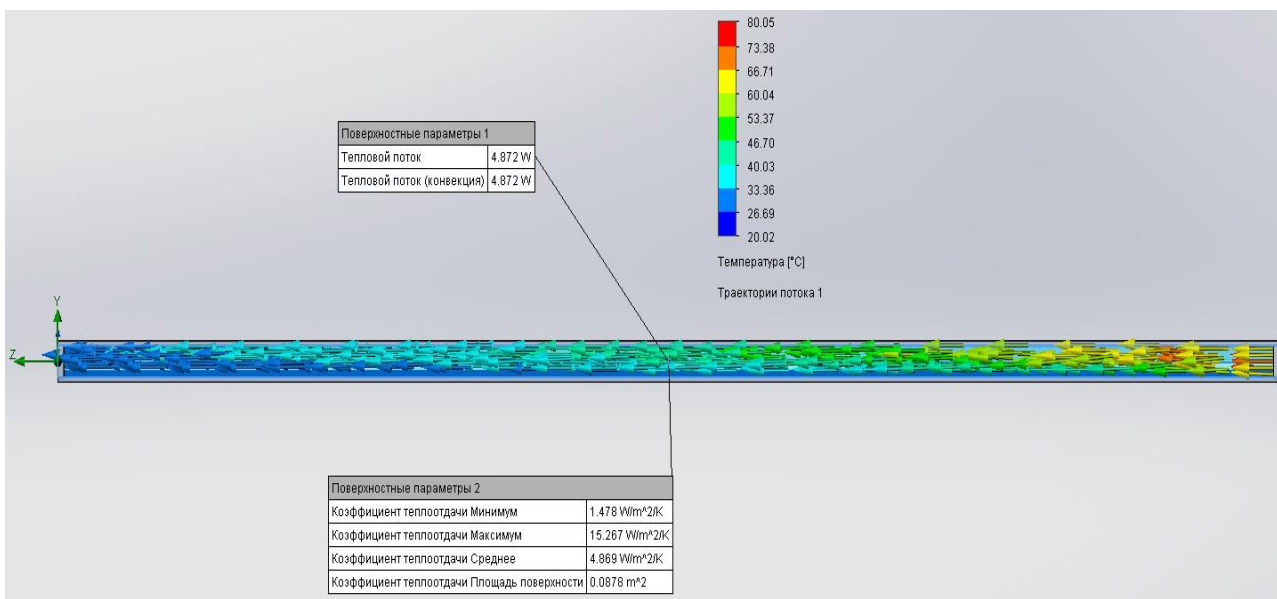 80.05
73.38
66.71
60.04
53.37
46.70
40.03
33.36
26.69
20.02
Температура [°C]
Траектории потока 1
Поверхностные параметры 1
Тепловой поток 4.872 W
Тепловой поток (конвекция) 4.872 W
Y
Z
Поверхностные параметры 2
Коэффициент теплоотдачи Минимум 1.478 W/m^2/K
Коэффициент теплоотдачи Максимум 15.267 W/m^2/K
Коэффициент теплоотдачи Среднее 4.869 W/m^2/K
Коэффициент теплоотдачи Площадь поверхности 0.0878 m^2